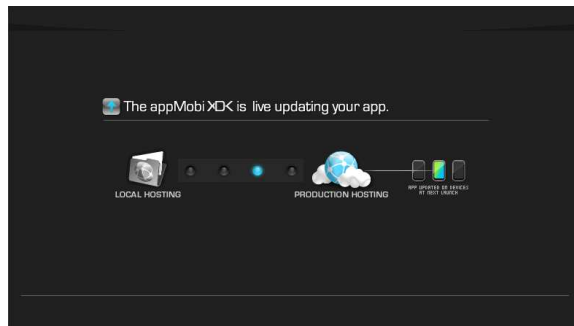 The appMobi XDK is live updating your app.
LOCAL HOSTING
PRODUCTION HOSTING
APP UPDATED ON DEVICES
AT NEXT LAUNCH